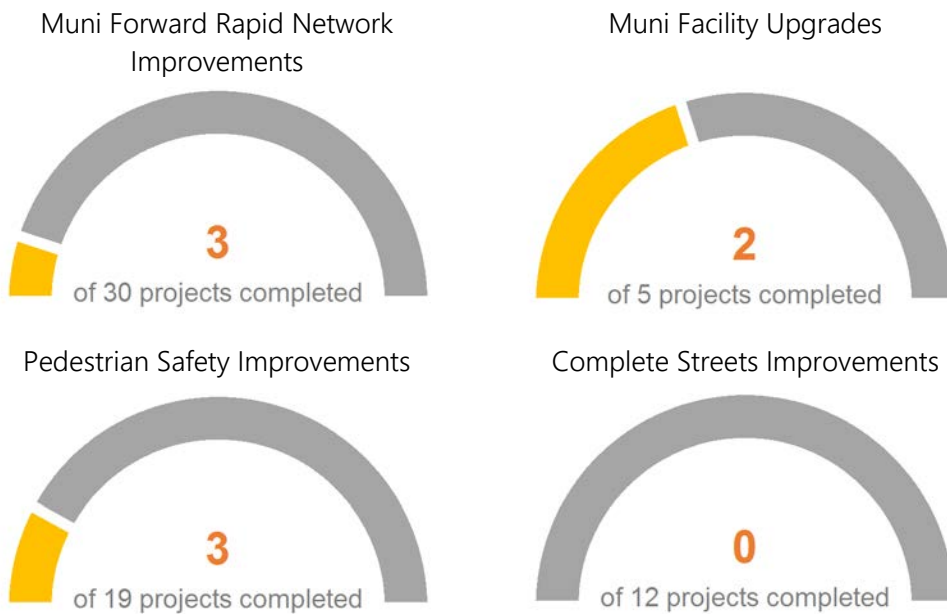 Muni Forward Rapid Network
Improvements
3
of 30 projects completed
Muni Facility Upgrades
2
of 5 projects completed
Pedestrian Safety Improvements
3
of 19 projects completed
Complete Streets Improvements
0
of 12 projects completed